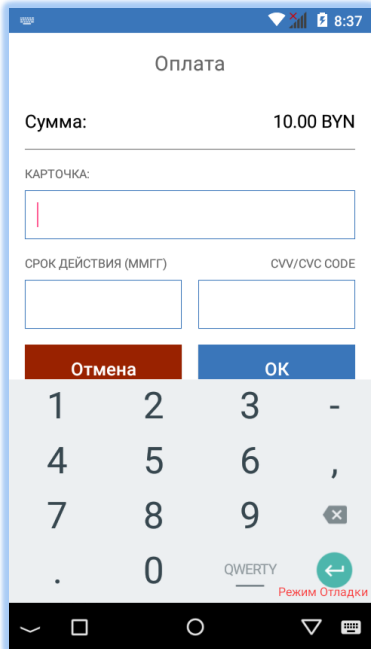 8:37
Оплата
Сумма: 10.00 BYN
КАРТОЧКА:
СРОК ДЕЙСТВИЯ (ММГГ) CVV/CVC CODE
Отмена ОК
1 2 3 -
4 5 6 ,
7 8 9
. 0 QWERTY
Режим Отладки